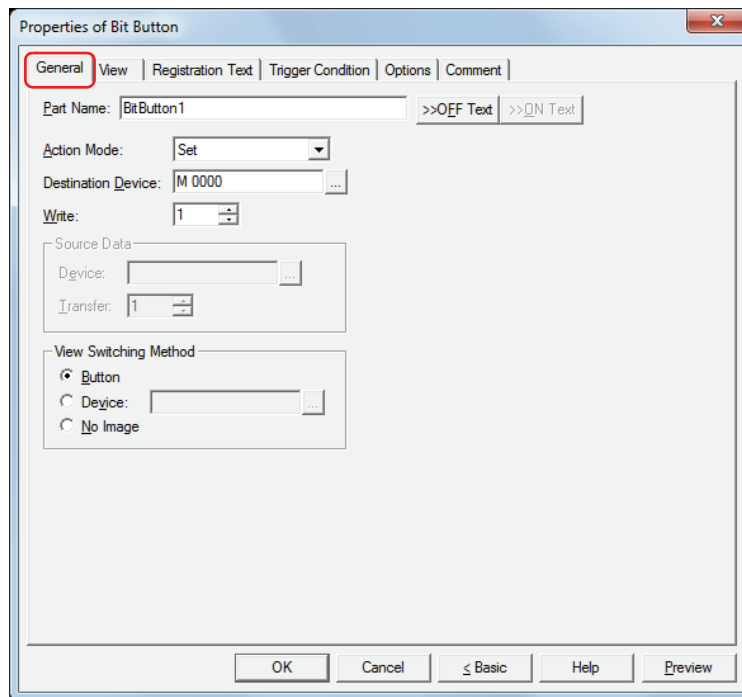 Properties of Bit Button
General View Registration Text Trigger Condition Options Comment
Part Name: BitButton1 >>OFF Text >>ON Text
Action Mode: Set
Destination Device: M 0000 ...
Write: 1
Source Data
Device: ...
Transfer: 1
View Switching Method
Button
Device: ...
No Image
OK Cancel < Basic Help Preview